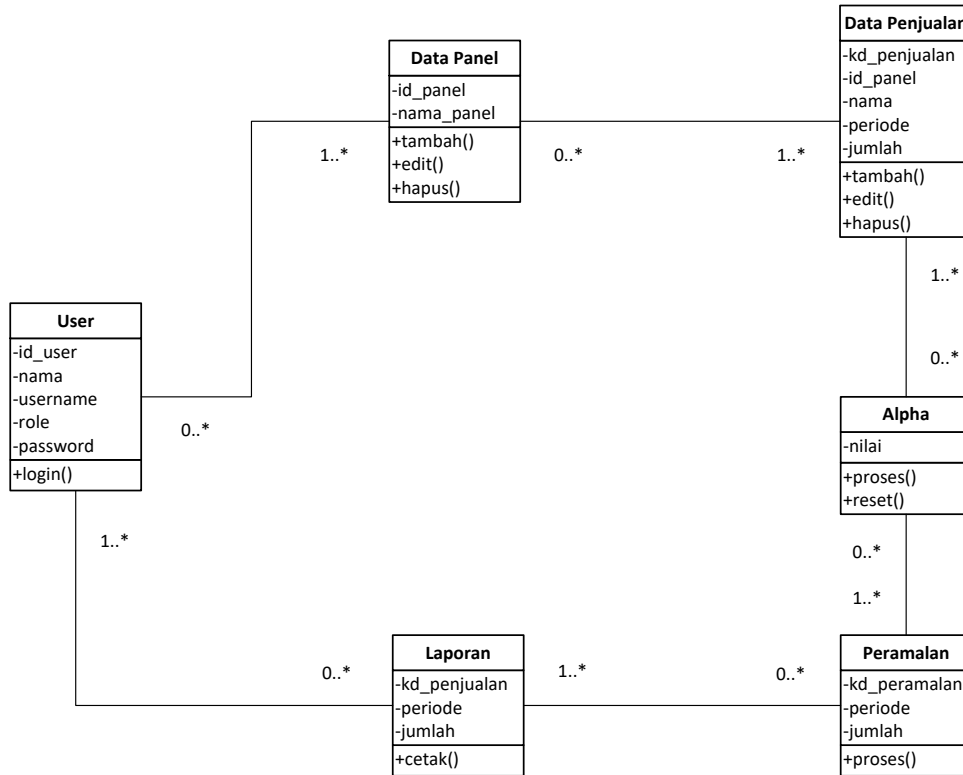 Data Penjualan
-kd_penjualan
-id_panel
-nama
-periode
-jumlah
+tambah()
+edit()
+hapus()
Data Panel
-id_panel
-nama_panel
+tambah()
+edit()
+hapus()
1..*
0..*
1..*
1..*
0..*
User
-id_user
-nama
-username
-role
-password
+login()
0..*
1..*
Alpha
-nilai
+proses()
+reset()
0..*
1..*
0..*
Laporan
-kd_penjualan
-periode
-jumlah
+cetak()
1..*
0..*
Peramalan
-kd_peramalan
-periode
-jumlah
+proses()